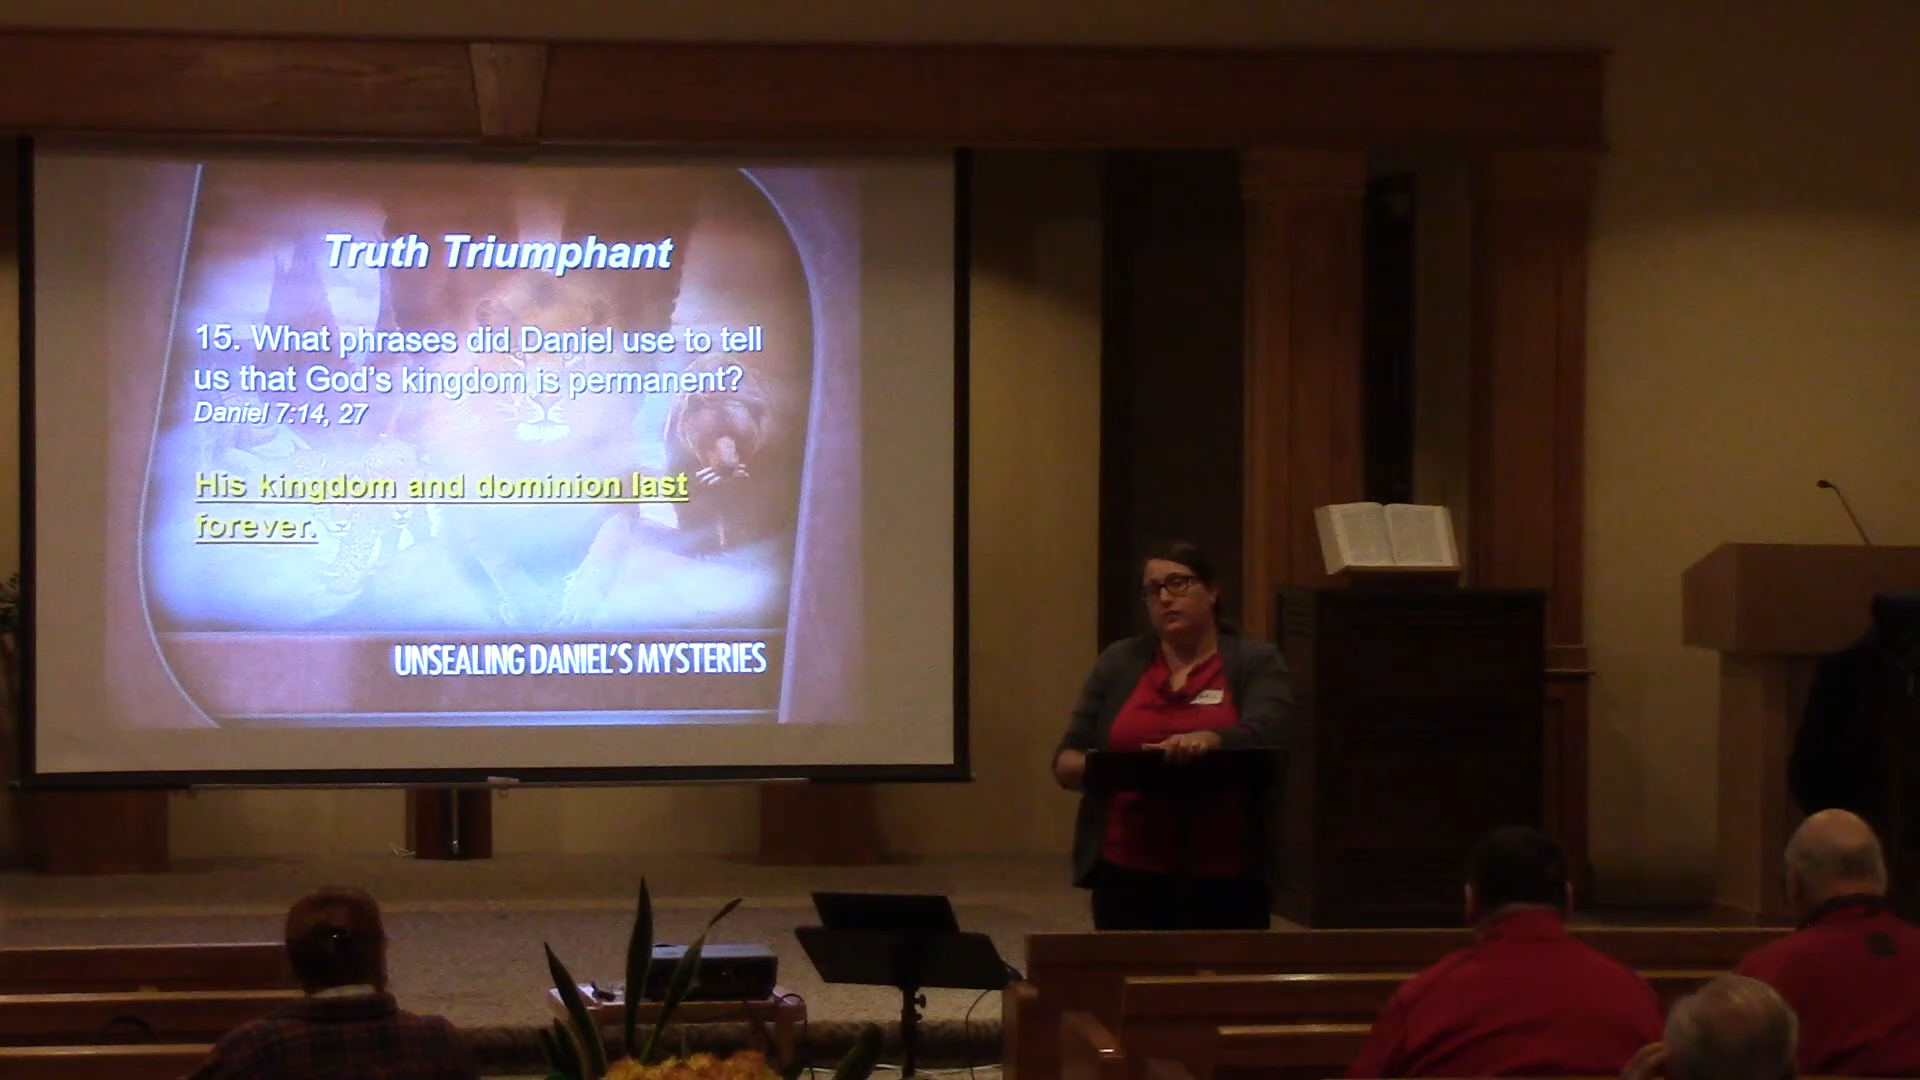 Truth Triumphant
15. What phrases did Daniel use to tell
us that God's kingdom is permanent?
Daniel 7:14, 27
His kingdom and dominion last
forever.
UNSEALING DANIEL'S MYSTERIES